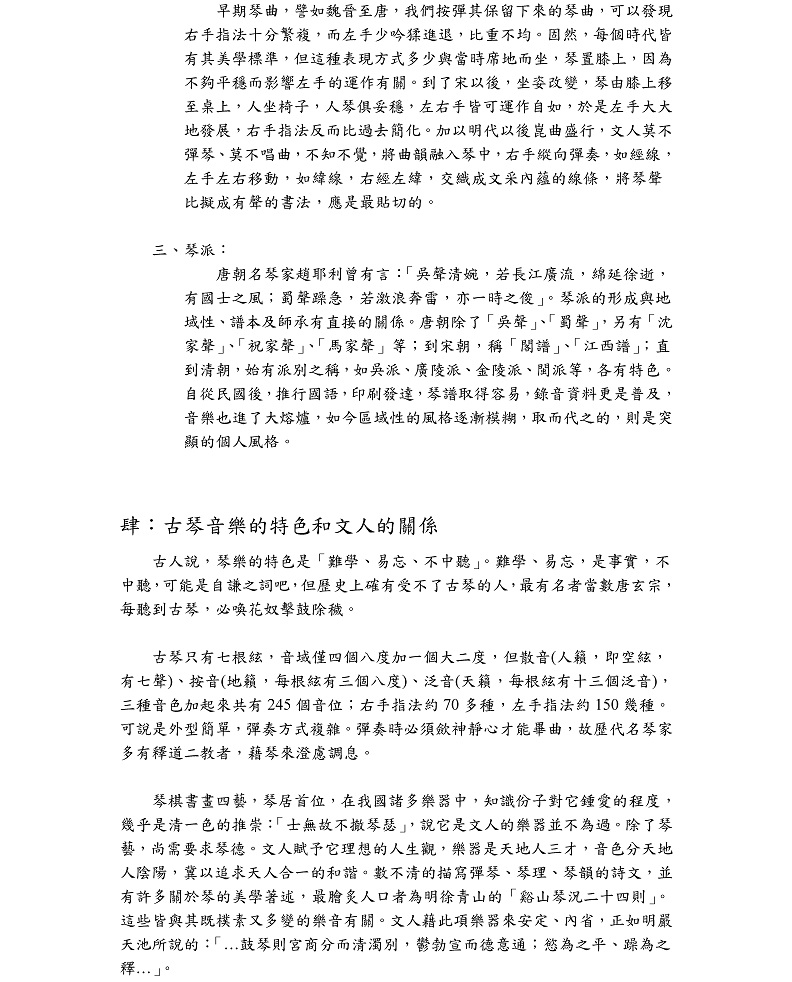 早期琴曲，譬如魏晉至唐，我們按彈其保留下來的琴曲，可以發現
右手指法十分繁複，而左手少吟猱進退，比重不均。固然，每個時代皆
有其美學標準，但這種表現方式多少與當時席地而坐，琴置膝上，因為
不夠平穩而影響左手的運作有關。到了宋以後，坐姿改變，琴由膝上移
至桌上，人坐椅子，人琴俱妥穩，左右手皆可運作自如，於是左手大大
地發展，右手指法反而比過去簡化。加以明代以後崑曲盛行，文人莫不
彈琴、莫不唱曲，不知不覺，將曲韻融入琴中，右手縱向彈奏，如經線，
左手左右移動，如緯線，右經左緯，交織成文采內蘊的線條，將琴聲
比擬成有聲的書法，應是最貼切的。
三、琴派：
唐朝名琴家趙耶利曾有言：「吳聲清婉，若長江廣流，綿延徐逝，
有國士之風；蜀聲躁急，若激浪奔雷，亦一時之俊」。琴派的形成與地
域性、譜本及師承有直接的關係。唐朝除了「吳聲」、「蜀聲」，另有「沈
家聲」、「祝家聲」、「馬家聲」等；到宋朝，稱「閣譜」、「江西譜」；直
到清朝，始有派別之稱，如吳派、廣陵派、金陵派、閩派等，各有特色。
自從民國後，推行國語，印刷發達，琴譜取得容易，錄音資料更是普及，
音樂也進了大熔爐，如今區域性的風格逐漸模糊，取而代之的，則是突
顯的個人風格。
肆：古琴音樂的特色和文人的關係
古人說，琴樂的特色是「難學、易忘、不中聽」。難學、易忘，是事實，不
中聽，可能是自謙之詞吧，但歷史上確有受不了古琴的人，最有名者當數唐玄宗，
每聽到古琴，必喚花奴擊鼓除穢。
古琴只有七根絃，音域僅四個八度加一個大二度，但散音(人籟，即空絃，
有七聲)、按音(地籟，每根絃有三個八度)、泛音(天籟，每根絃有十三個泛音)，
三種音色加起來共有 245 個音位；右手指法約 70 多種，左手指法約 150 幾種。
可說是外型簡單，彈奏方式複雜。彈奏時必須斂神靜心才能畢曲，故歷代名琴家
多有釋道二教者，藉琴來澄慮調息。
琴棋書畫四藝，琴居首位，在我國諸多樂器中，知識份子對它鍾愛的程度，
幾乎是清一色的推崇：「士無故不撤琴瑟」，說它是文人的樂器並不為過。除了琴
藝，尚需要求琴德。文人賦予它理想的人生觀，樂器是天地人三才，音色分天地
人陰陽，冀以追求天人合一的和諧。數不清的描寫彈琴、琴理、琴韻的詩文，並
有許多關於琴的美學著述，最膾炙人口者為明徐青山的「谿山琴況二十四則」。
這些皆與其既樸素又多變的樂音有關。文人藉此項樂器來安定、內省，正如明嚴
天池所說的：「…鼓琴則宮商分而清濁別，鬱勃宣而德意通；慾為之平、躁為之
釋…」。